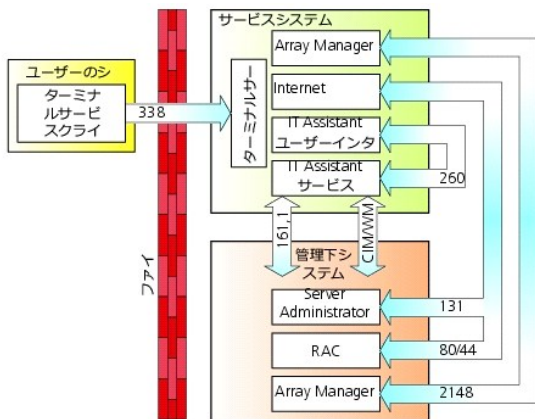 サービスシステム
Array Manager
ユーザーのシ
ターミナ
ルサービ
スクライ
338
ターミナルサー
Internet
IT Assistant
ユーザーインタ
IT Assistant
サービス
260
161,1
CIM/WM
ファイ
管理下シ
ステム
Server
Administrator
131
RAC
80/44
Array Manager
2148